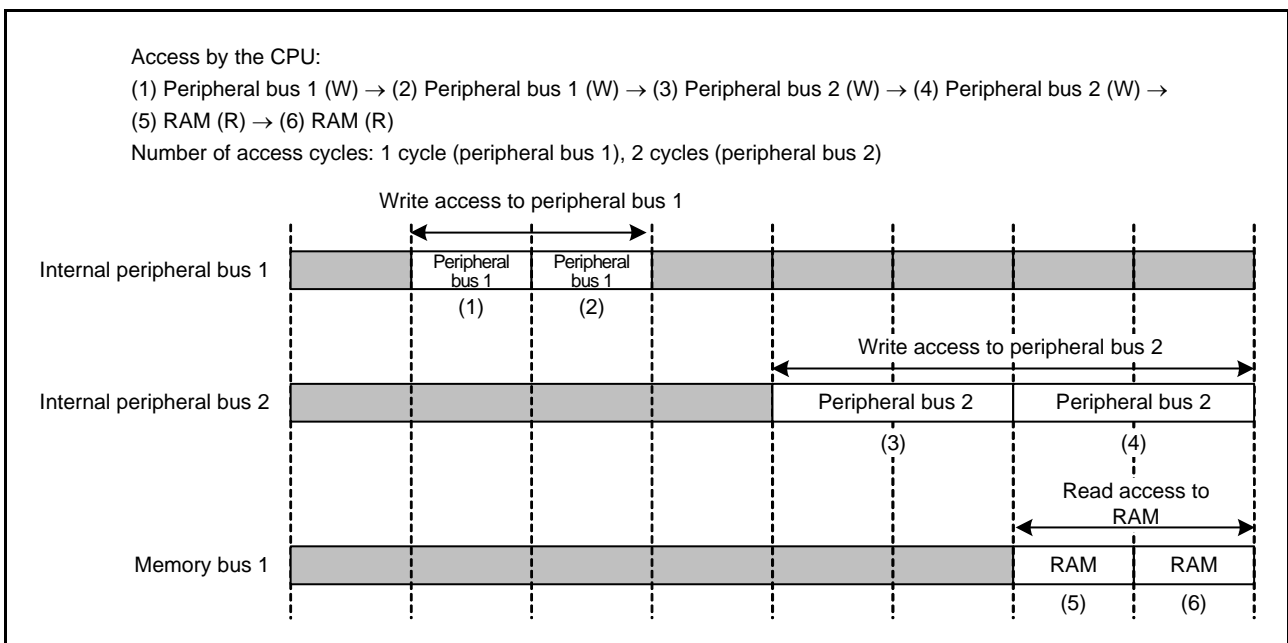 Access by the CPU:
(1) Peripheral bus 1 (W) → (2) Peripheral bus 1 (W) → (3) Peripheral bus 2 (W) → (4) Peripheral bus 2 (W) →
(5) RAM (R) → (6) RAM (R)
Number of access cycles: 1 cycle (peripheral bus 1), 2 cycles (peripheral bus 2)
Write access to peripheral bus 1
Internal peripheral bus 1
Peripheral
bus 1
Peripheral
bus 1
(1)
(2)
Write access to peripheral bus 2
Internal peripheral bus 2
Peripheral bus 2
Peripheral bus 2
(3)
(4)
Read access to
RAM
Memory bus 1
RAM
RAM
(5)
(6)